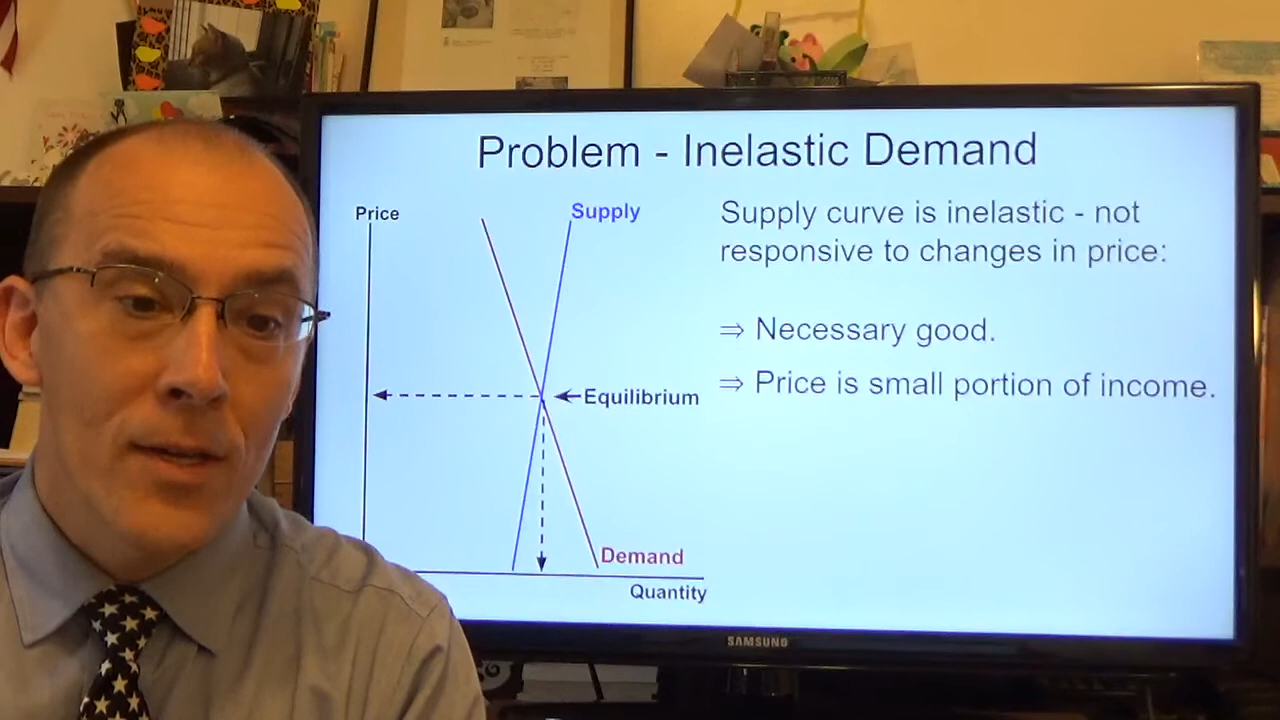 Problem - Inelastic Demand
Price
Supply
Equilibrium
Demand
Quantity
Supply curve is inelastic - not
responsive to changes in price:
⇒ Necessary good.
⇒ Price is small portion of income.
SAMSUNG